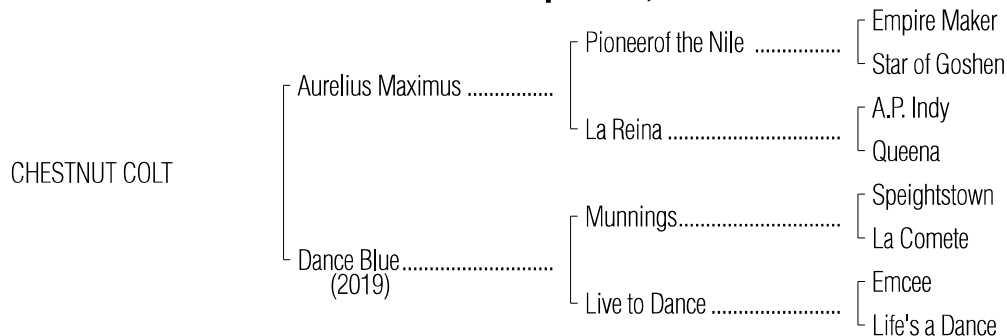 Empire Maker
Pioneerof the Nile ................
Star of Goshen
Aurelius Maximus ................
A.P. Indy
La Reina ................................
Queena
CHESTNUT COLT
Speightstown
Munnings..............................
La Comete
Dance Blue............................
(2019)
Emcee
Live to Dance ........................
Life's a Dance